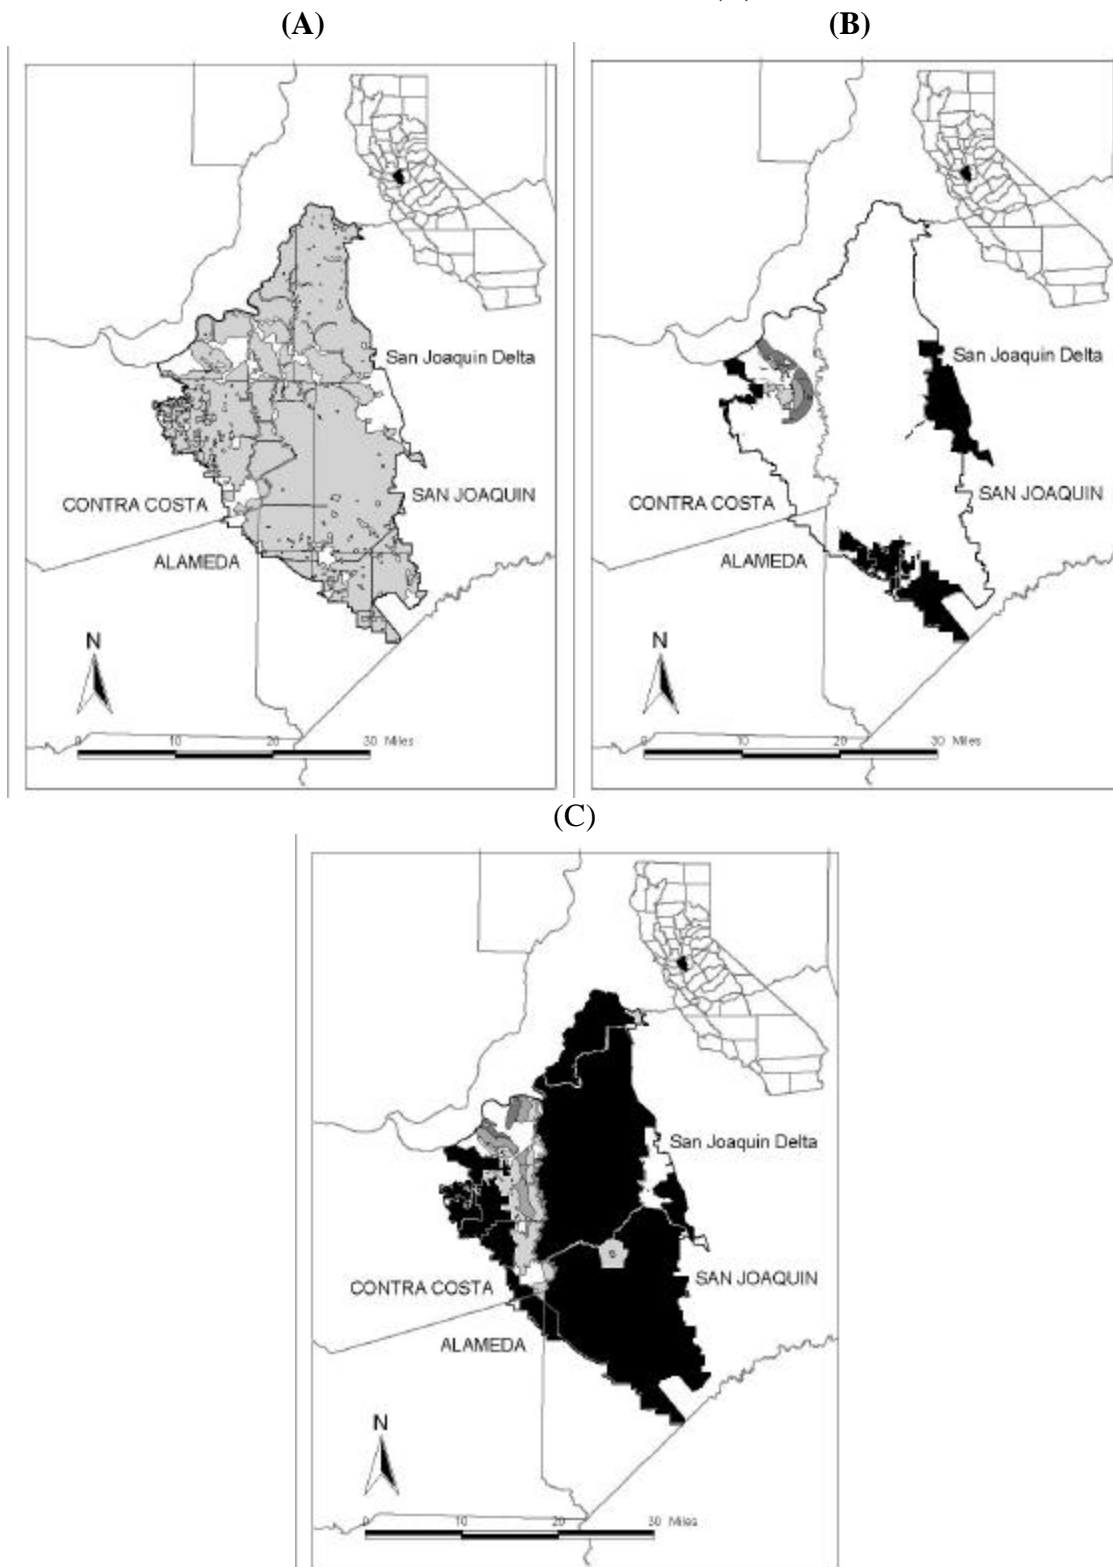 (A)
(B)
San Joaquin Delta
CONTRA COSTA
SAN JOAQUIN
ALAMEDA
N
0 10 20 30 Miles
San Joaquin Delta
CONTRA COSTA
SAN JOAQUIN
ALAMEDA
N
0 10 20 30 Miles
(C)
San Joaquin Delta
CONTRA COSTA
SAN JOAQUIN
ALAMEDA
N
0 10 20 30 Miles